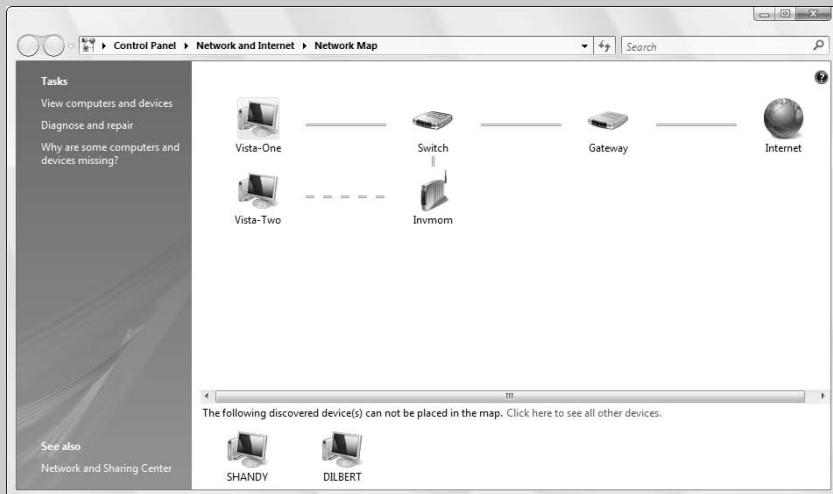 Control Panel ▸ Network and Internet ▸ Network Map
Search
Tasks
View computers and devices
Diagnose and repair
Why are some computers and
devices missing?
Vista-One
Switch
Gateway
Internet
Vista-Two
Invmom
The following discovered device(s) can not be placed in the map. Click here to see all other devices.
See also
Network and Sharing Center
SHANDY
DILBERT